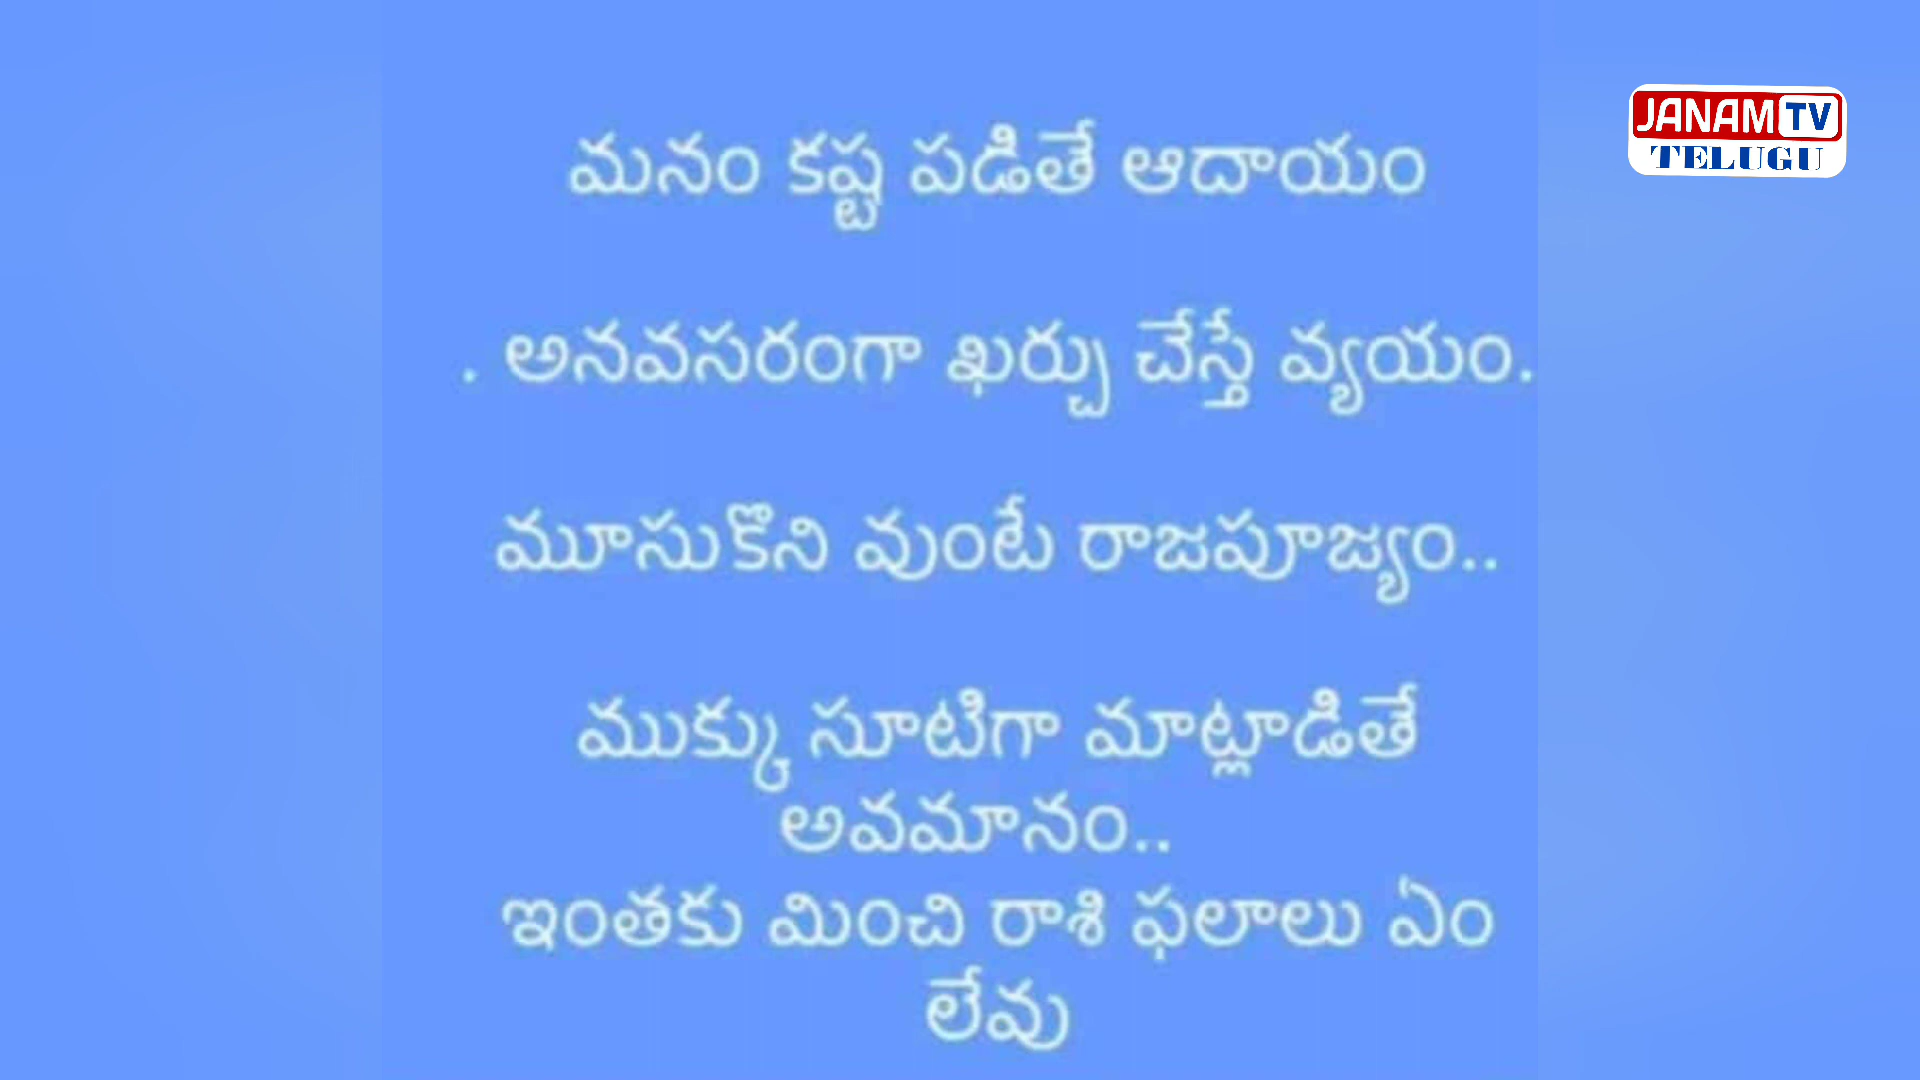 JANAM TV
TELUGU
మనం కష్ట పడితే ఆదాయం
. అనవసరంగా ఖర్చు చేస్తే వ్యయం.
మూసుకొని వుంటే రాజపూజ్యం..
ముక్కు సూటిగా మాట్లాడితే
అవమానం..
ఇంతకు మించి రాశి ఫలాలు ఏం
లేవు